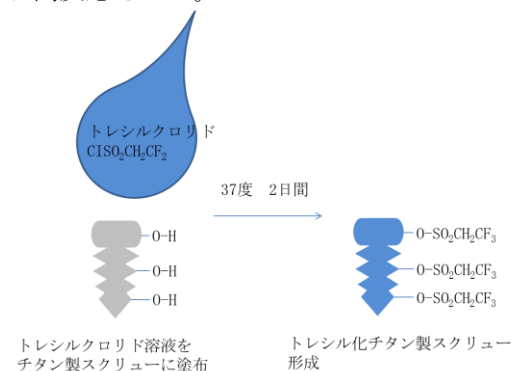 トレシルクロリド
ClSO₂CH₂CF₂
37度　2日間
O-H
O-H
O-H
O-SO₂CH₂CF₃
O-SO₂CH₂CF₃
O-SO₂CH₂CF₃
トレシルクロリド溶液を
チタン製スクリューに塗布
トレシル化チタン製スクリュー
形成